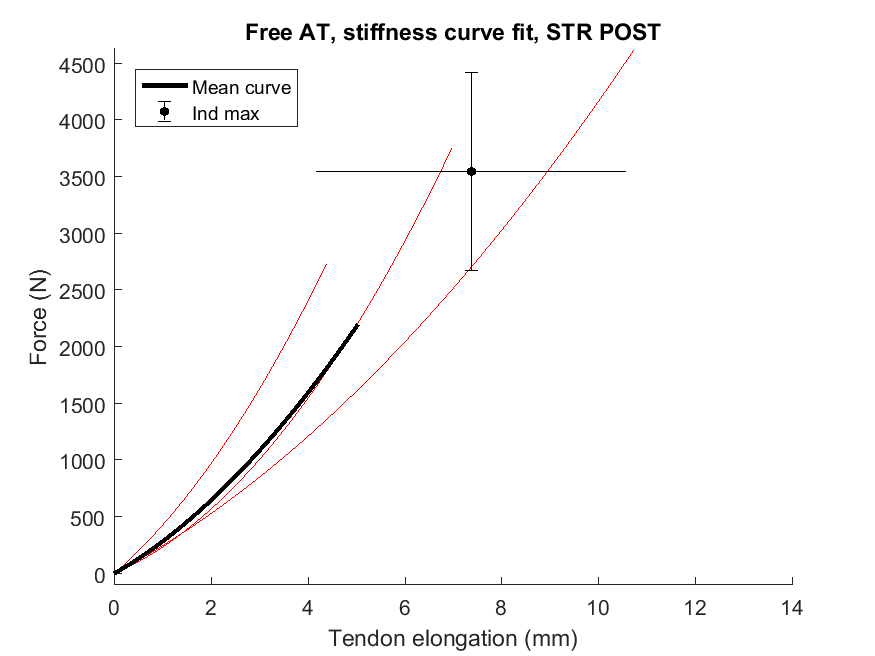 Free AT, stiffness curve fit, STR POST
Mean curve
Ind max
Force (N)
4500
4000
3500
3000
2500
2000
1500
1000
500
0
0 2 4 6 8 10 12 14
Tendon elongation (mm)